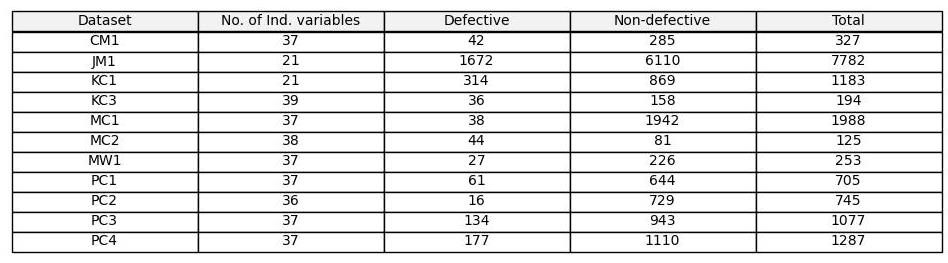 Dataset No. of Ind. variables Defective Non-defective Total
CM1 37 42 285 327
JM1 21 1672 6110 7782
KC1 21 314 869 1183
KC3 39 36 158 194
MC1 37 38 1942 1988
MC2 38 44 81 125
MW1 37 27 226 253
PC1 37 61 644 705
PC2 36 16 729 745
PC3 37 134 943 1077
PC4 37 177 1110 1287